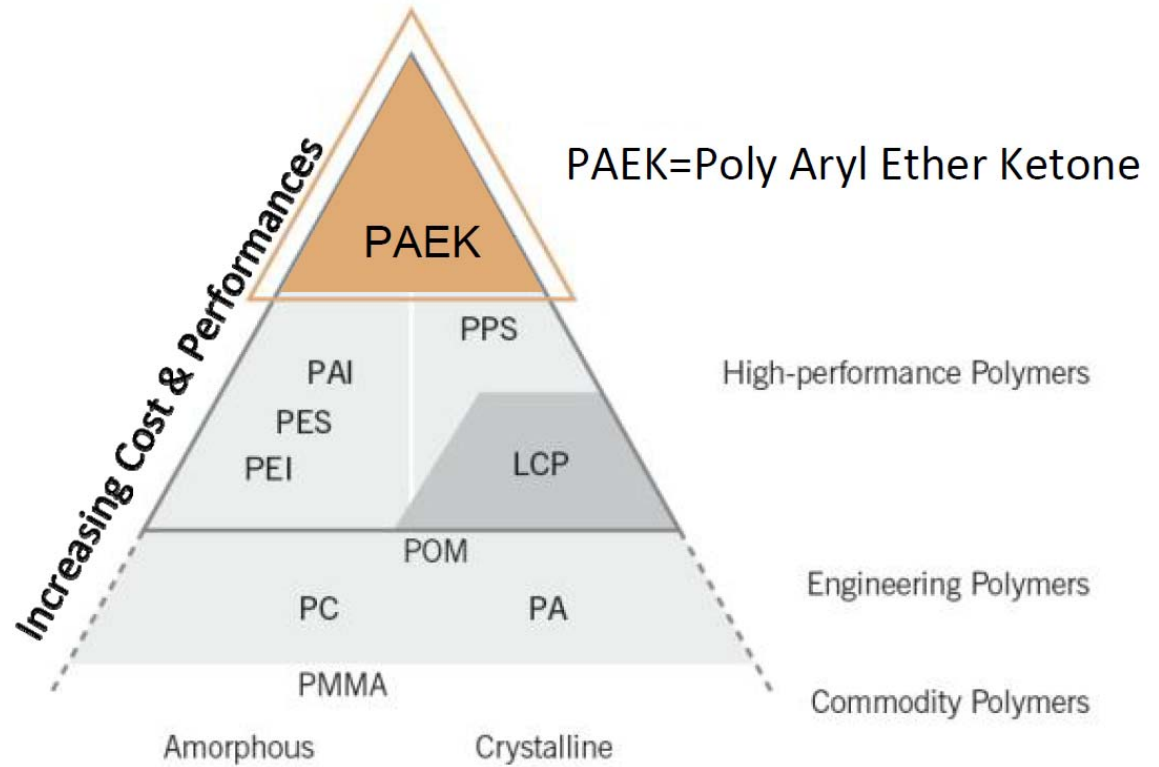 PAEK=Poly Aryl Ether Ketone
Increasing Cost & Performances
PAEK
PPS
PAI
High-performance Polymers
PES
PEI
LCP
POM
Engineering Polymers
PC
PA
PMMA
Commodity Polymers
Amorphous
Crystalline